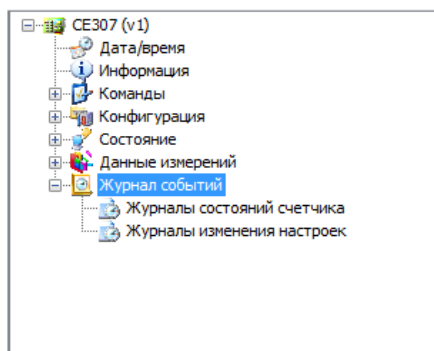 CE307 (v1)
Дата/время
Информация
Команды
Конфигурация
Состояние
Данные измерений
Журнал событий
Журналы состояний счетчика
Журналы изменения настроек